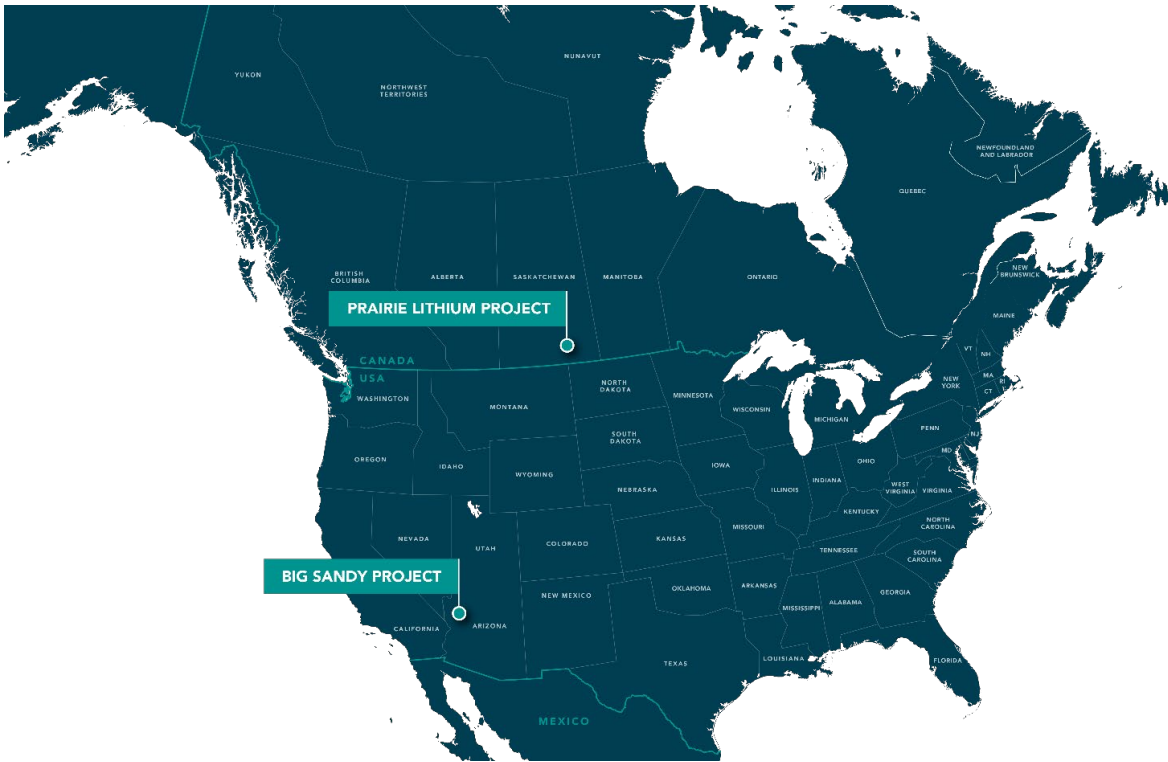 NUNAVUT
YUKON
NORTHWEST
TERRITORIES
NEWFOUNDLAND
AND LABRADOR
QUEBEC
BRITISH
COLUMBIA
ALBERTA
SASKATCHEWAN
MANITOBA
ONTARIO
NEW
BRUNSWICK
PRAIRIE LITHIUM PROJECT
MAINE
CANADA
USA
WASHINGTON
MONTANA
NORTH
DAKOTA
MINNESOTA
VT
NH
NEW
YORK
MA
RI
CT
WISCONSIN
MICHIGAN
PENN
NJ
OREGON
IDAHO
SOUTH
DAKOTA
WYOMING
IOWA
OHIO
MD
NEBRASKA
ILLINOIS
INDIANA
WEST
VIRGINIA
VIRGINIA
KENTUCKY
NEVADA
UTAH
COLORADO
KANSAS
MISSOURI
NORTH
CAROLINA
TENNESSEE
SOUTH
CAROLINA
BIG SANDY PROJECT
NEW MEXICO
OKLAHOMA
ARKANSAS
MISSISSIPPI
ALABAMA
GEORGIA
CALIFORNIA
ARIZONA
TEXAS
LOUISIANA
FLORIDA
MEXICO